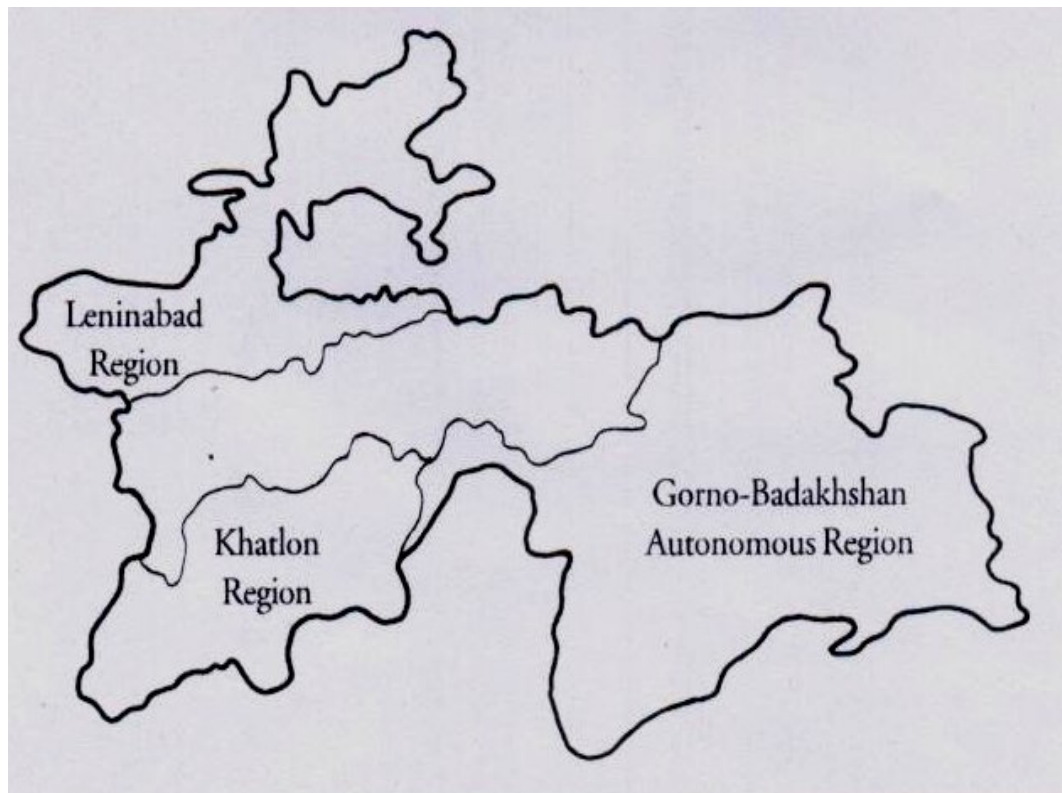 Leninabad
Region
Khatlon
Region
Gorno-Badakhshan
Autonomous Region